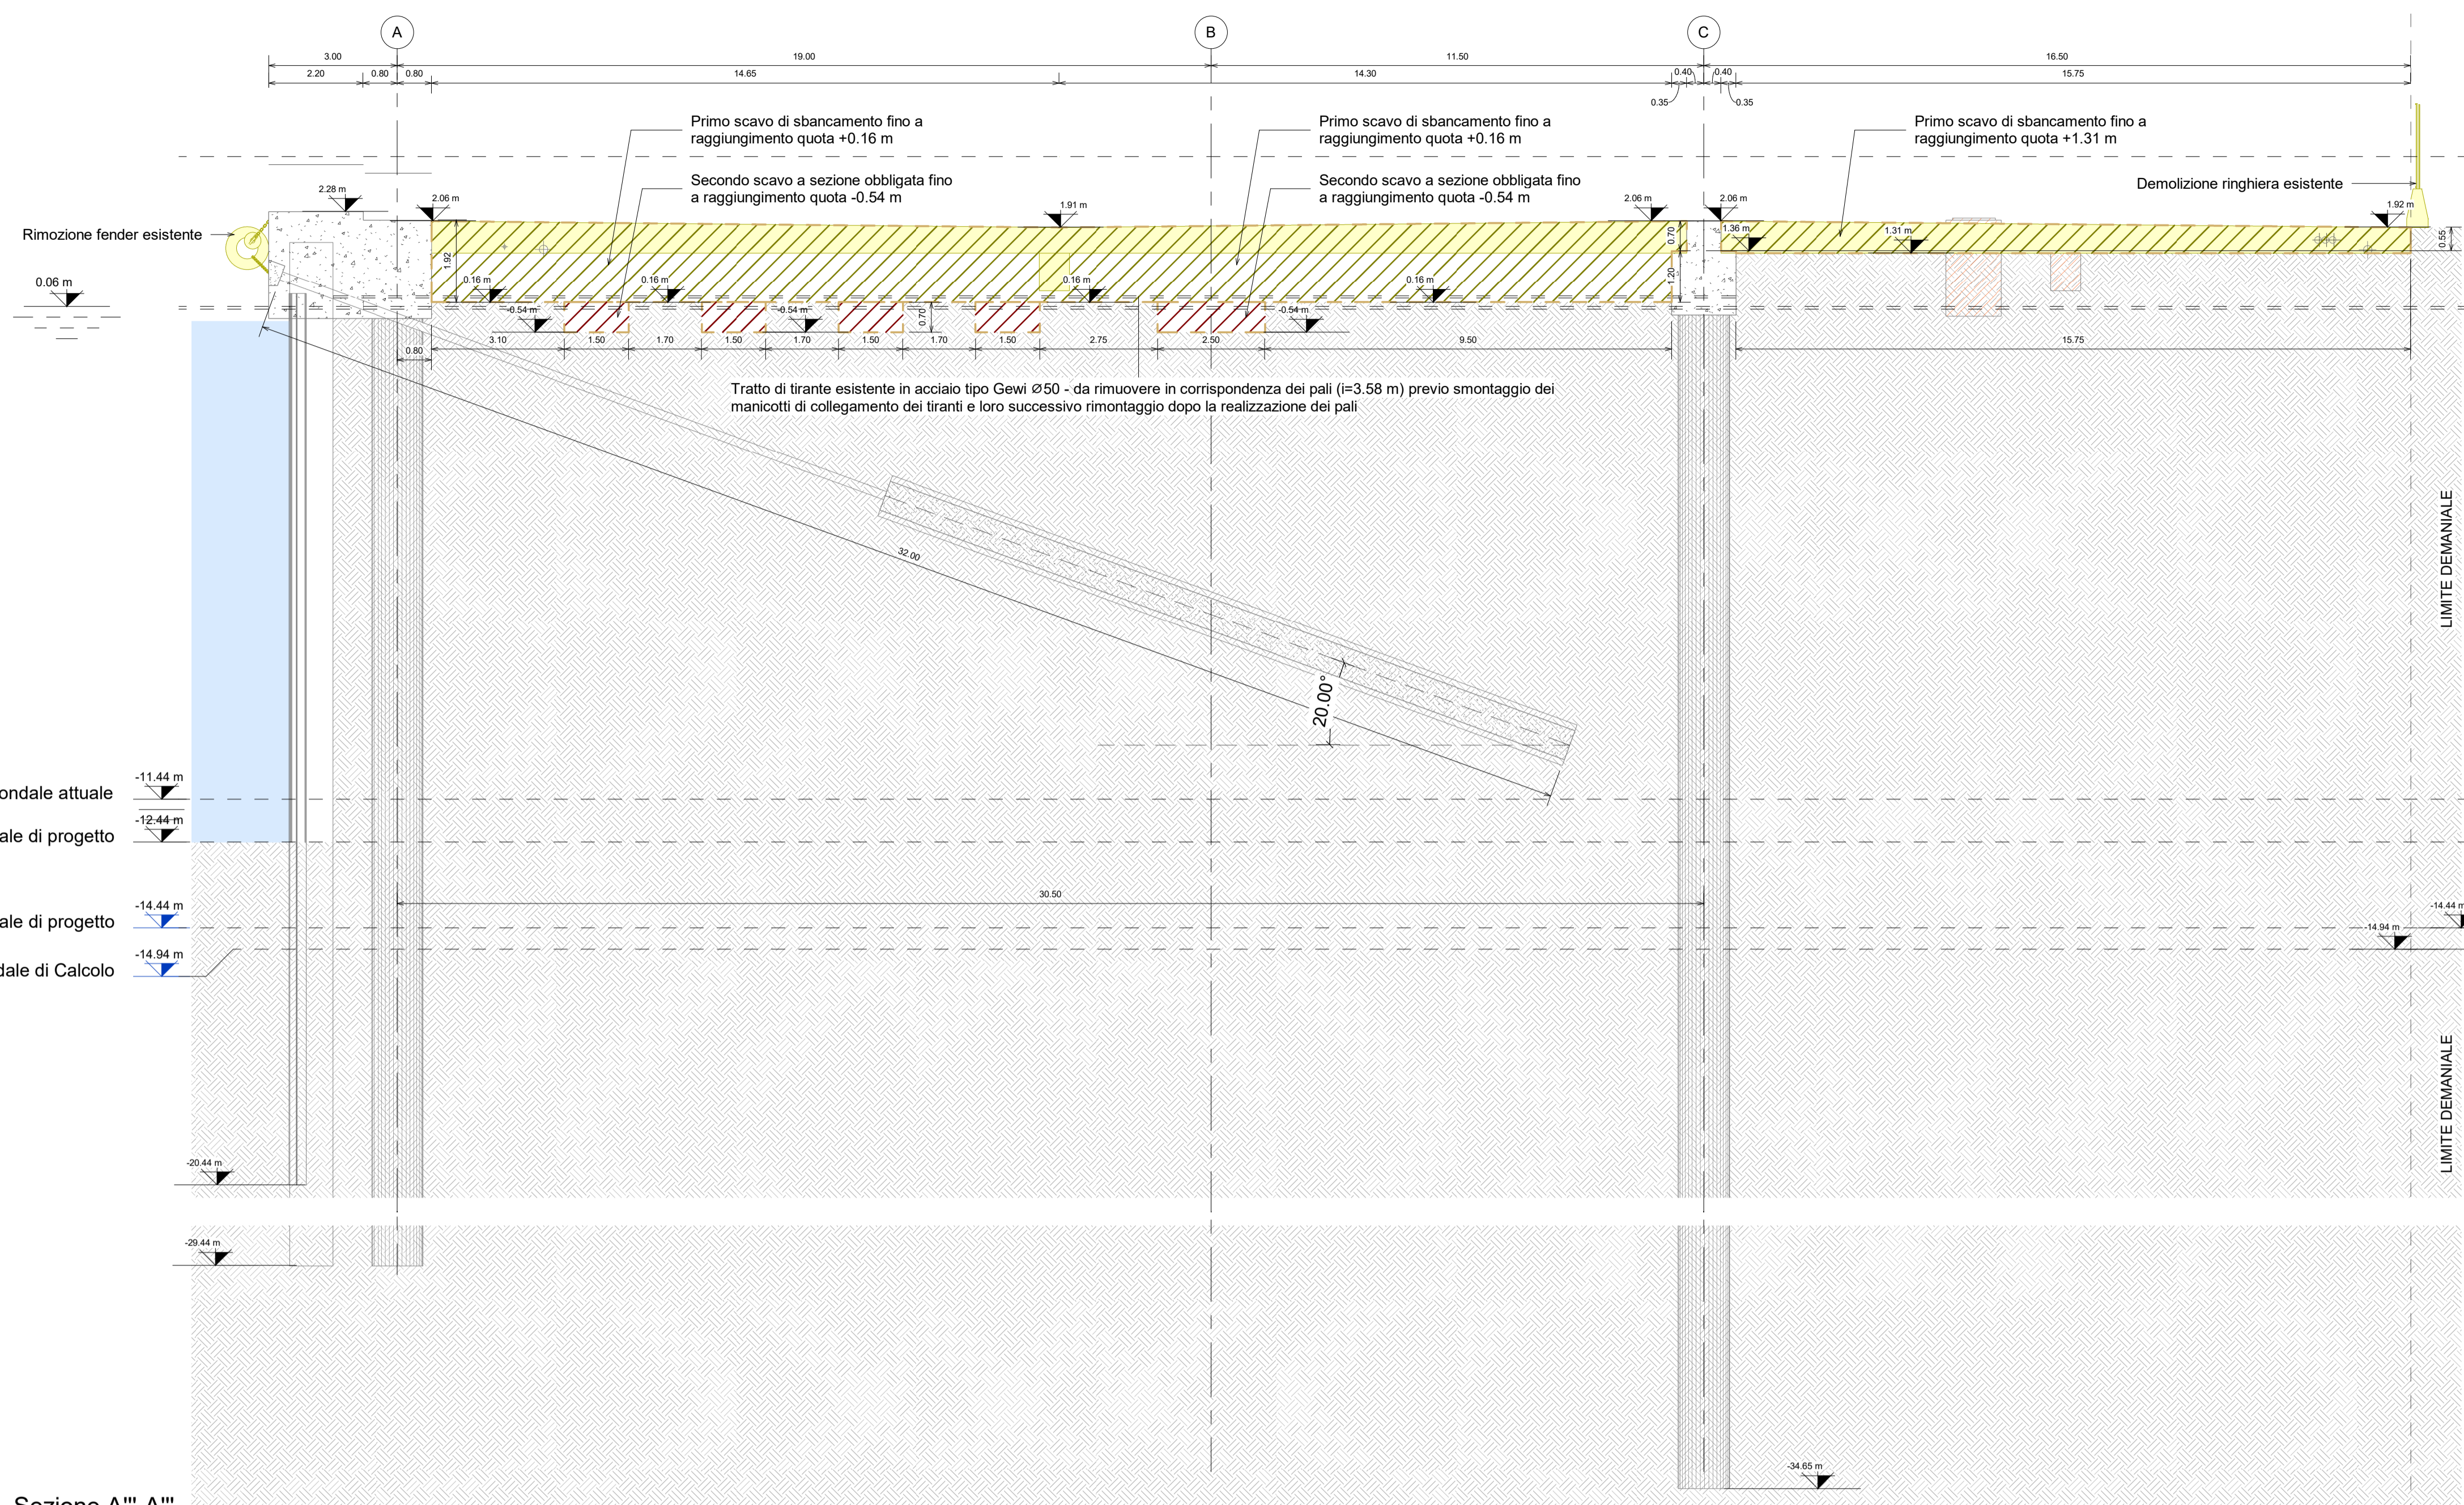 A
B
C
3.00
19.00
11.50
16.50
2.20
0.80
0.80
14.65
14.30
0.40
0.40
15.75
0.35
0.35
Primo scavo di sbancamento fino a
raggiungimento quota +0.16 m
Primo scavo di sbancamento fino a
raggiungimento quota +0.16 m
Primo scavo di sbancamento fino a
raggiungimento quota +1.31 m
Secondo scavo a sezione obbligata fino
a raggiungimento quota -0.54 m
Secondo scavo a sezione obbligata fino
a raggiungimento quota -0.54 m
Demolizione ringhiera esistente
2.28 m
2.06 m
1.91 m
2.06 m
2.06 m
1.92 m
Rimozione fender esistente
1.36 m
1.31 m
0.70
0.55
1.92
1.20
0.06 m
0.16 m
0.16 m
0.16 m
0.16 m
-0.54 m
-0.54 m
0.70
-0.54 m
0.80
3.10
1.50
1.70
1.50
1.70
1.50
1.70
1.50
2.75
2.50
9.50
15.75
Tratto di tirante esistente in acciaio tipo Gewi Ø50 - da rimuovere in corrispondenza dei pali (i=3.58 m) previo smontaggio dei
manicotti di collegamento dei tiranti e loro successivo rimontaggio dopo la realizzazione dei pali
32.00
20.00°
LIMITE DEMANIALE
-11.44 m
ondale attuale
-12.44 m
ale di progetto
30.50
-14.44 m
ale di progetto
-14.44 m
-14.94 m
-14.94 m
dale di Calcolo
LIMITE DEMANIALE
-20.44 m
-29.44 m
-34.65 m
Sezione A'''-A'''